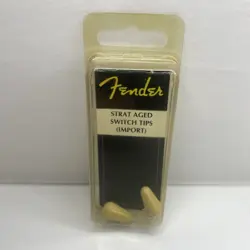 Fender
STRAT AGED
SWITCH TIPS
(IMPORT)